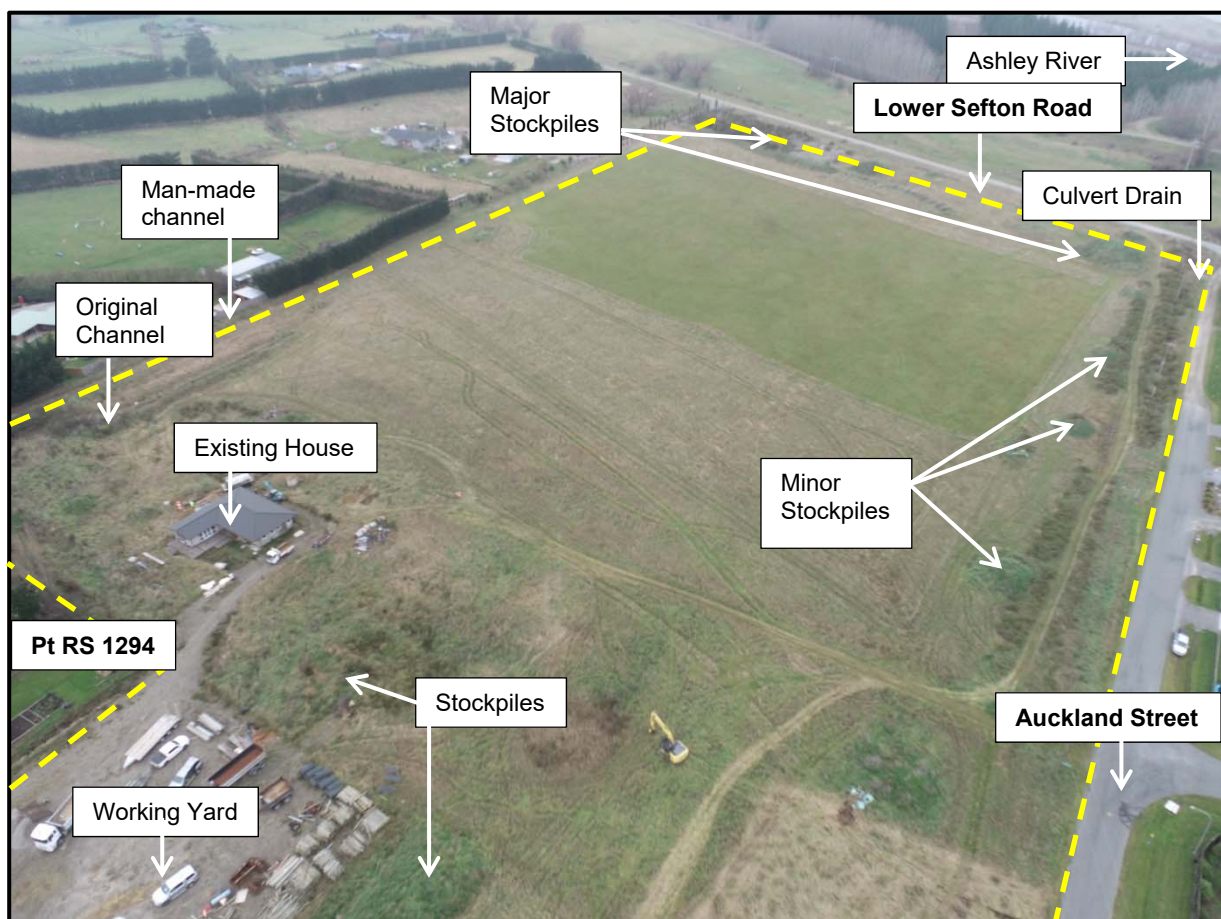 Ashley River
Major
Stockpiles
Lower Sefton Road
Man-made
channel
Culvert Drain
Original
Channel
Existing House
Minor
Stockpiles
Pt RS 1294
Stockpiles
Auckland Street
Working Yard